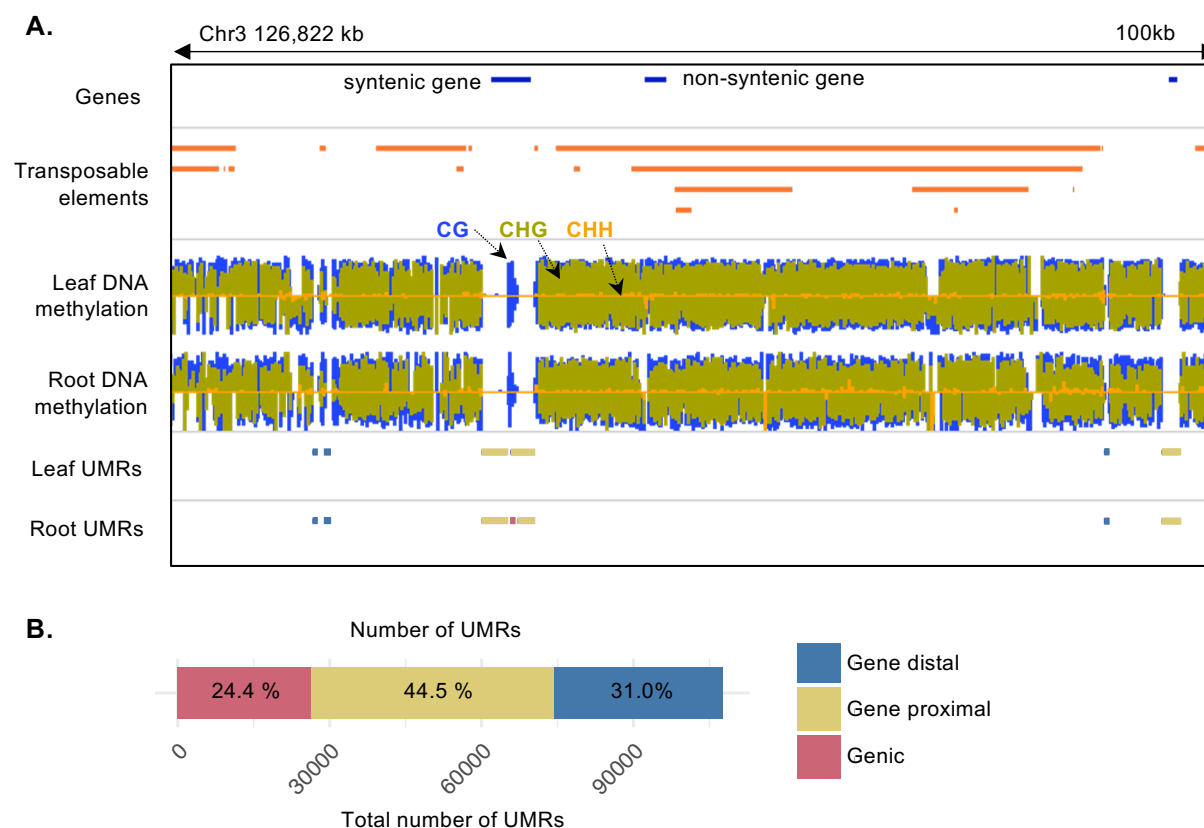 A.
Chr3 126,822 kb 100kb
Genes
syntenic gene non-syntenic gene
Transposable
elements
CG CHG CHH
Leaf DNA
methylation
Root DNA
methylation
Leaf UMRs
Root UMRs
B.
Number of UMRs
24.4 % 44.5 % 31.0%
0 30000 60000 90000
Total number of UMRs
Gene distal
Gene proximal
Genic